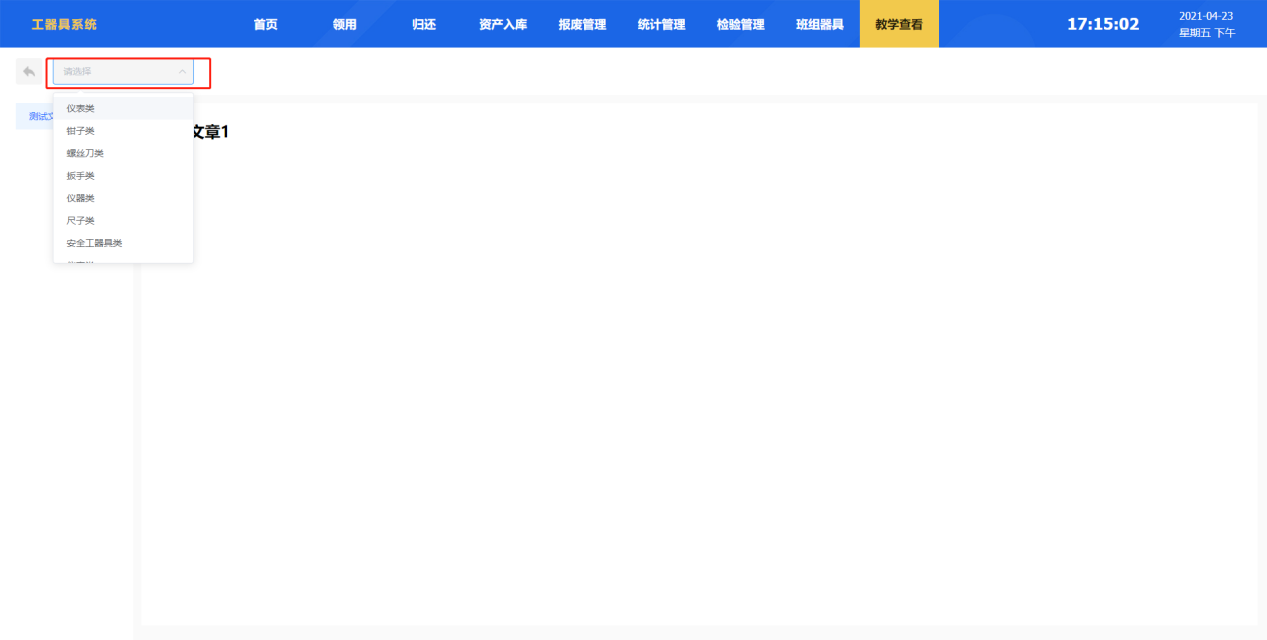 工器具系统
首页
领用
归还
资产入库
报废管理
统计管理
检验管理
班组器具
教学查看
17:15:02
2021-04-23
星期五 下午
请选择
仪表类
钳子类
螺丝刀类
扳手类
仪器类
尺子类
安全工器具类
测试文
文章1